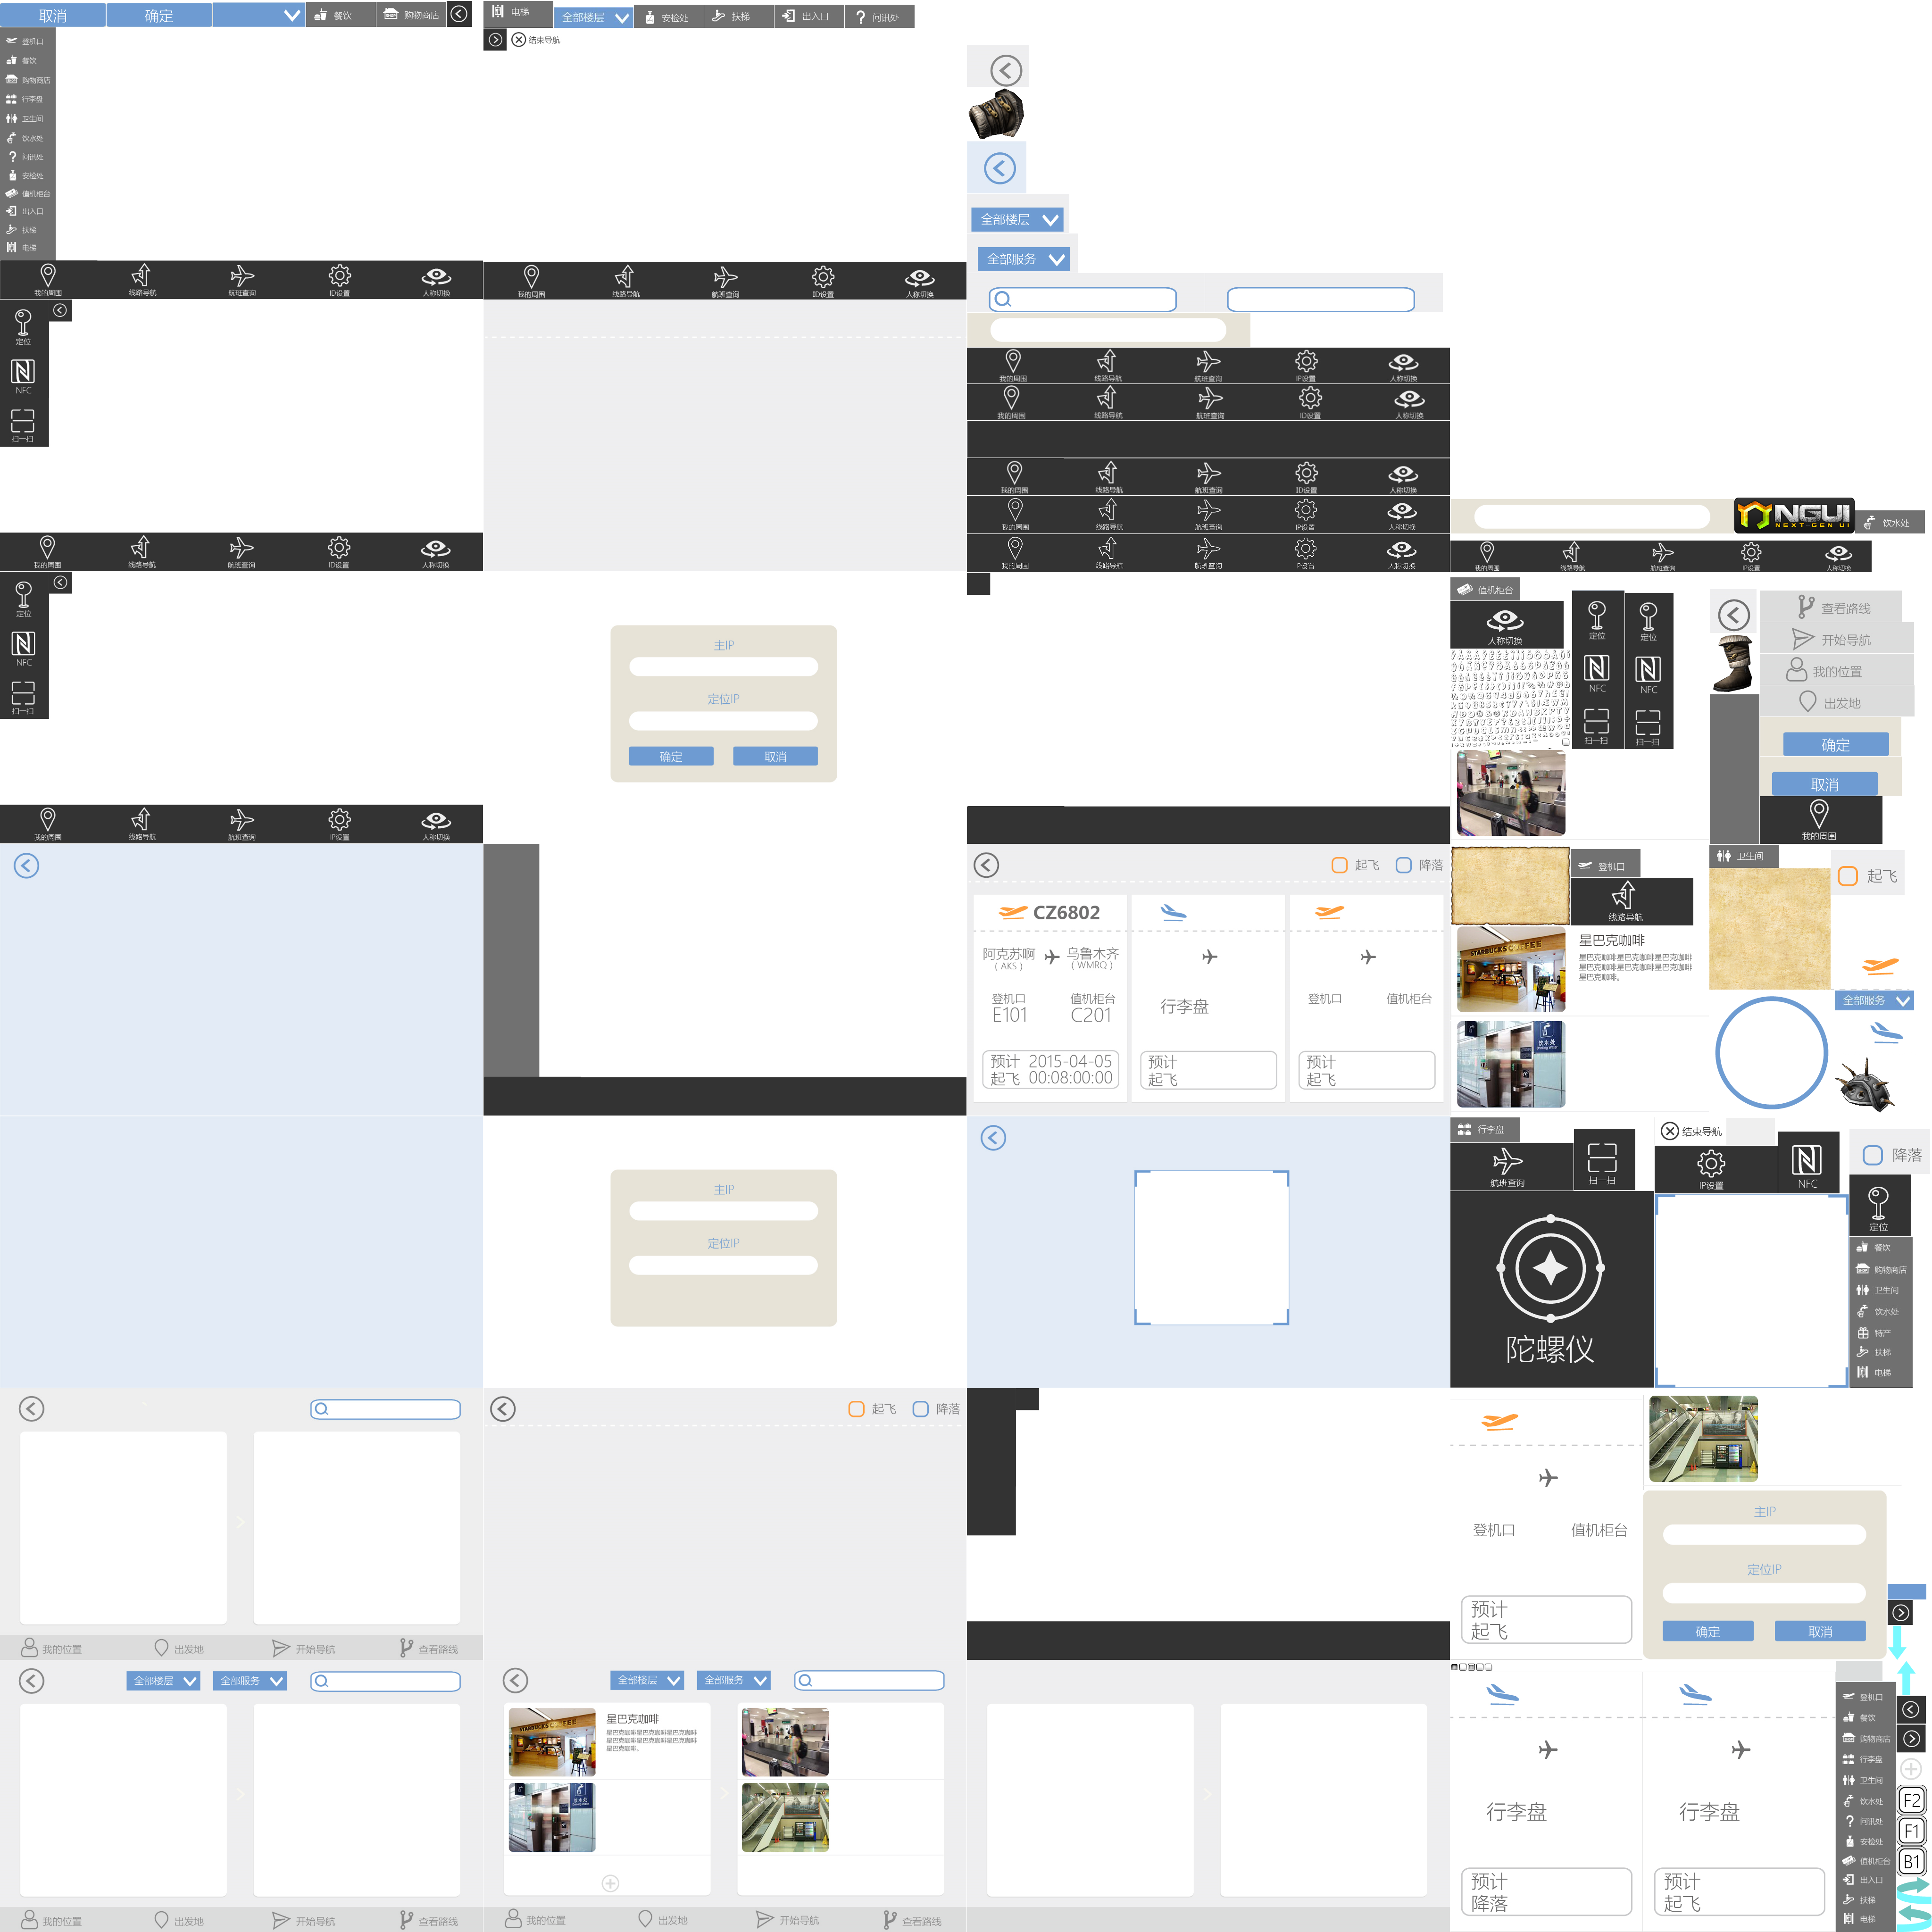 取消
确定
餐饮
购物商店
电梯
全部楼层
安检处
扶梯
出入口
问讯处
结束导航
登机口
餐饮
购物商店
行李盘
卫生间
饮水处
问讯处
安检处
值机柜台
出入口
扶梯
电梯
我的周围
线路导航
航班查询
ID设置
人称切换
我的周围
线路导航
航班查询
ID设置
人称切换
全部楼层
全部服务
定位
NFC
扫一扫
我的周围
线路导航
航班查询
IP设置
人称切换
我的周围
线路导航
航班查询
ID设置
人称切换
我的周围
线路导航
航班查询
ID设置
人称切换
我的周围
线路导航
航班查询
IP设置
人称切换
我的周围
线路导航
航班查询
IP设置
人称切换
NGUI
NEXT-GEN UI
饮水处
我的周围
线路导航
航班查询
ID设置
人称切换
我的周围
线路导航
航班查询
IP设置
人称切换
定位
NFC
扫一扫
主IP
定位IP
确定
取消
我的周围
线路导航
航班查询
IP设置
人称切换
值机柜台
人称切换
定位
NFC
扫一扫
定位
NFC
扫一扫
查看路线
开始导航
我的位置
出发地
确定
取消
我的周围
起飞
降落
CZ6802
阿克苏啊
(AKS)
乌鲁木齐
(WMRQ)
登机口
E101
值机柜台
C201
预计 2015-04-05
起飞 00:08:00:00
行李盘
预计
起飞
登机口
值机柜台
预计
起飞
登机口
线路导航
卫生间
起飞
STARBUCKS COFFEE
星巴克咖啡
星巴克咖啡星巴克咖啡星巴克咖啡
星巴克咖啡星巴克咖啡星巴克咖啡
星巴克咖啡。
饮水处
Drinking Water
全部服务
主IP
定位IP
行李盘
航班查询
扫一扫
陀螺仪
结束导航
IP设置
NFC
降落
定位
餐饮
购物商店
卫生间
饮水处
特产
扶梯
电梯
我的位置
出发地
开始导航
查看路线
起飞
降落
登机口
值机柜台
预计
起飞
主IP
定位IP
确定
取消
全部楼层
全部服务
我的位置
出发地
开始导航
查看路线
全部楼层
全部服务
STARBUCKS COFFEE
星巴克咖啡
星巴克咖啡星巴克咖啡星巴克咖啡
星巴克咖啡星巴克咖啡星巴克咖啡
星巴克咖啡。
饮水处
我的位置
出发地
开始导航
查看路线
行李盘
预计
降落
行李盘
预计
起飞
登机口
餐饮
购物商店
行李盘
卫生间
饮水处
问讯处
安检处
值机柜台
出入口
扶梯
电梯
F2
F1
B1